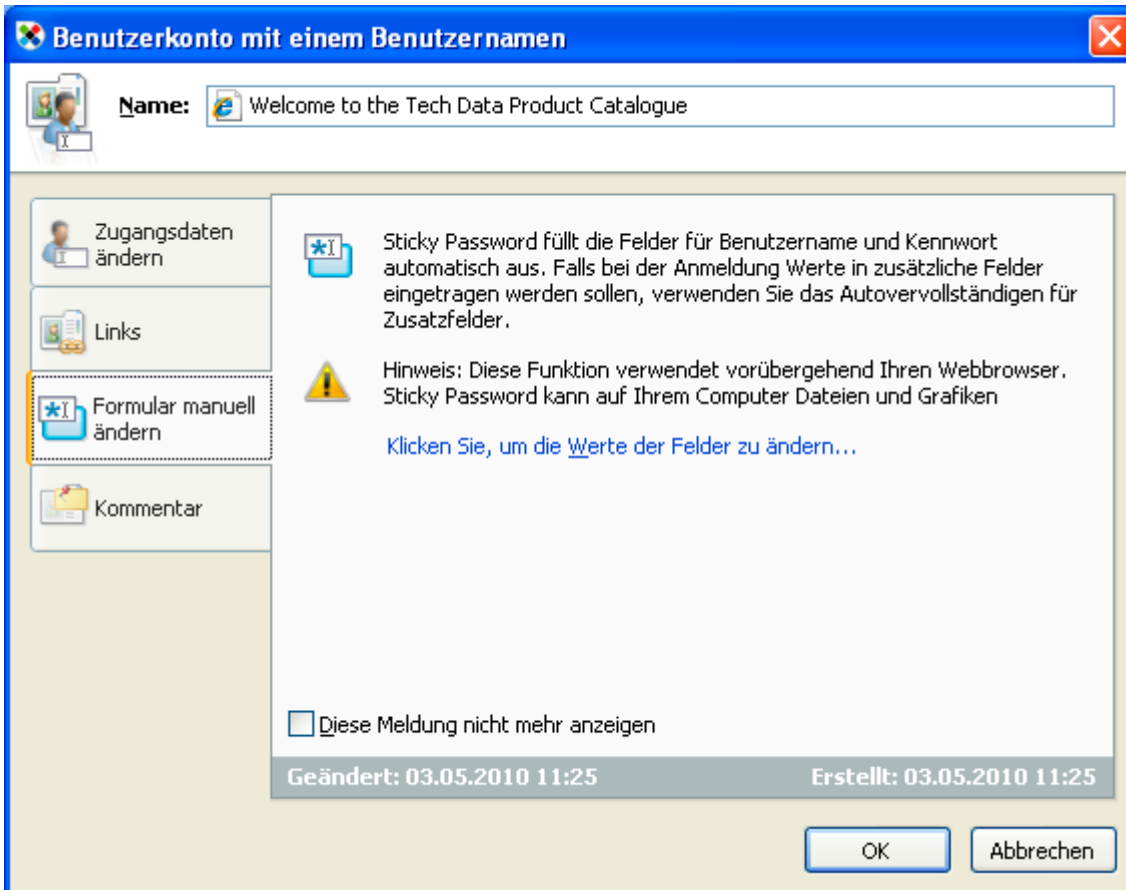 Benutzerkonto mit einem Benutzernamen
Name: Welcome to the Tech Data Product Catalogue
Zugangsdaten
ändern
Links
Formular manuell
ändern
Kommentar
Sticky Password füllt die Felder für Benutzername und Kennwort
automatisch aus. Falls bei der Anmeldung Werte in zusätzliche Felder
eingetragen werden sollen, verwenden Sie das Autovervollständigen für
Zusatzfelder.
Hinweis: Diese Funktion verwendet vorübergehend Ihren Webbrowser.
Sticky Password kann auf Ihrem Computer Dateien und Grafiken
Klicken Sie, um die Werte der Felder zu ändern...
Diese Meldung nicht mehr anzeigen
Geändert: 03.05.2010 11:25 Erstellt: 03.05.2010 11:25
OK Abbrechen